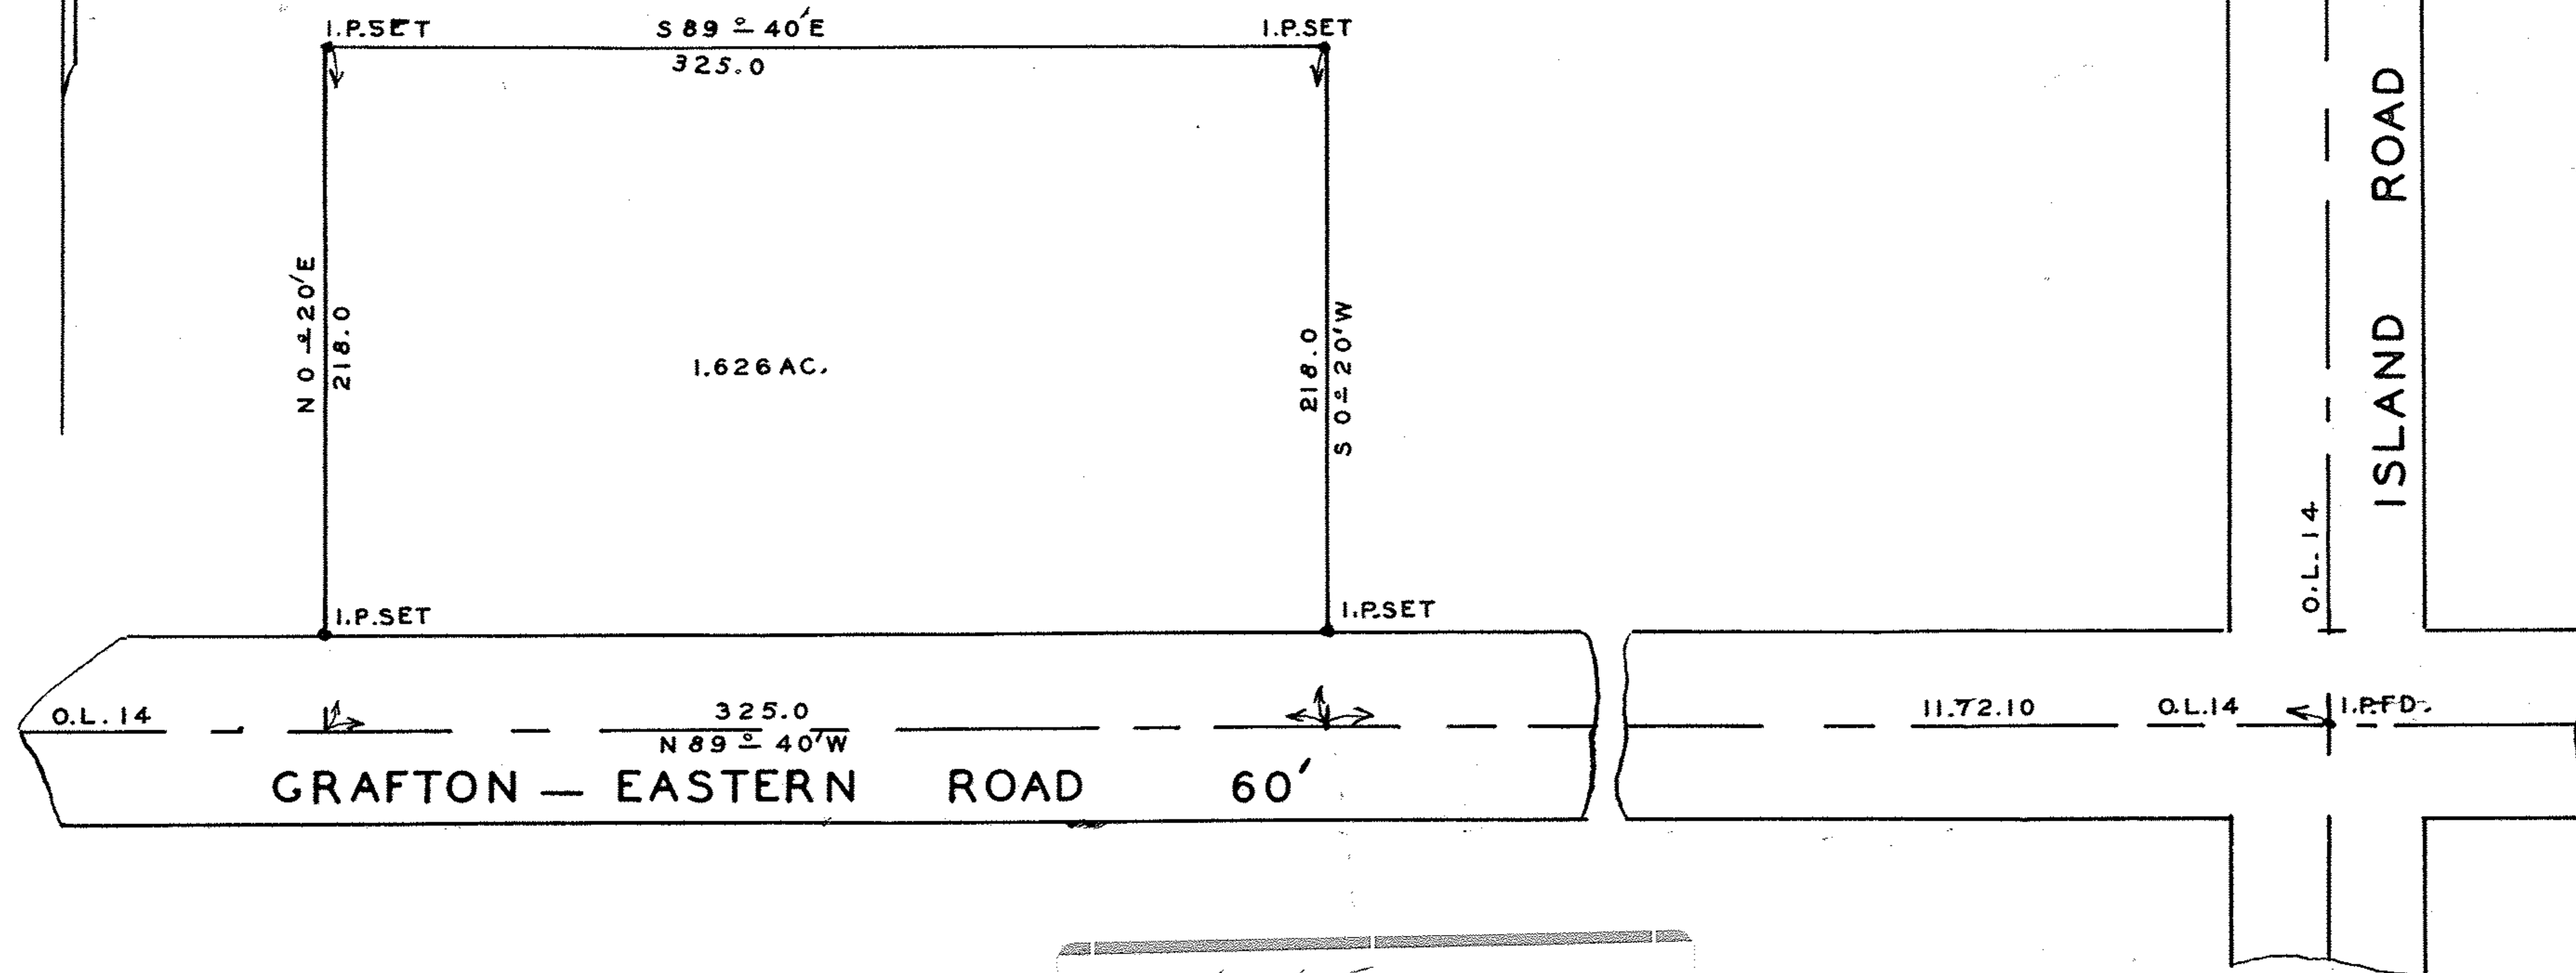 I.P.SET
S 89° 40'E
I.P.SET
325.0
ISLAND ROAD
N 0° 20'E
218.0
218.0
S 0° 20'W
1.626 AC.
O.L.14
I.P.SET
I.P.SET
O.L.14
325.0
11.72.10
O.L.14
I.P.FD.
N 89° 40'W
GRAFTON — EASTERN ROAD 60'